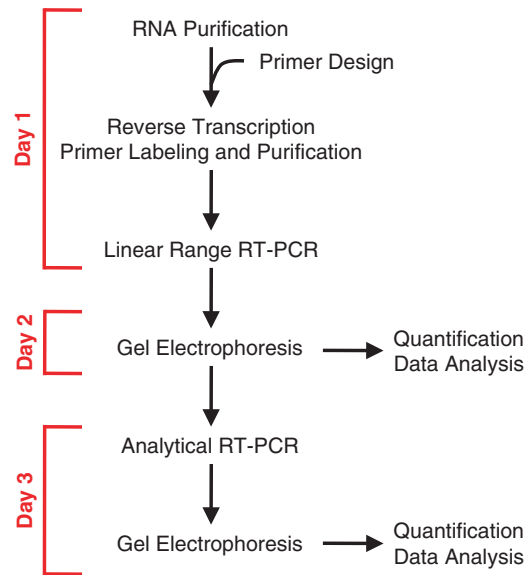 Day 1
RNA Purification
Primer Design
Reverse Transcription
Primer Labeling and Purification
Linear Range RT-PCR
Day 2
Gel Electrophoresis
Quantification
Data Analysis
Day 3
Analytical RT-PCR
Gel Electrophoresis
Quantification
Data Analysis